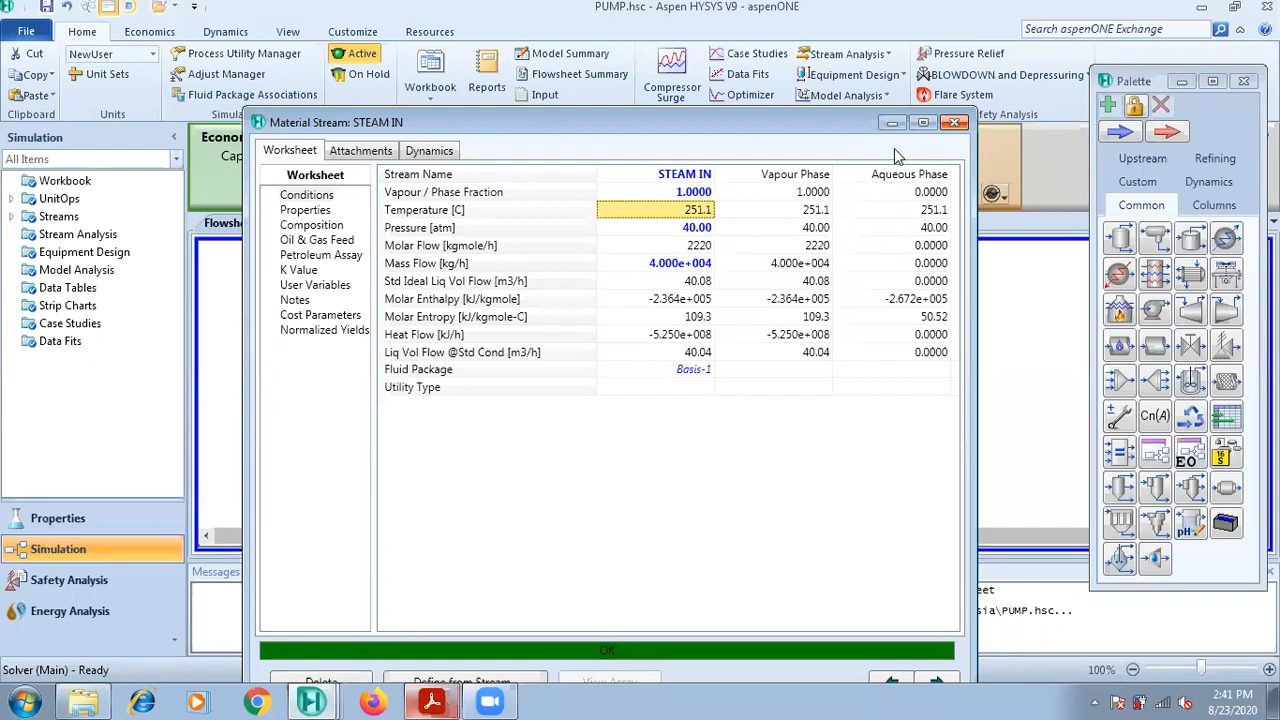 PUMP.hsc - Aspen HYSYS V9 - aspenONE
File Home Economics Dynamics View Customize Resources
Search aspenONE Exchange
Cut NewUser Process Utility Manager Active Model Summary Case Studies Stream Analysis Pressure Relief
Copy Unit Sets Adjust Manager On Hold Flowsheet Summary Data Fits Equipment Design BLOWDOWN and Depressuring
Paste Fluid Package Associations Workbook Reports Input Compressor Surge Optimizer Model Analysis Flare System
Clipboard Units
Simulation
All Items
Workbook
UnitOps
Streams
Stream Analysis
Equipment Design
Model Analysis
Data Tables
Strip Charts
Case Studies
Data Fits
Properties
Simulation
Safety Analysis
Energy Analysis
Material Stream: STEAM IN
Worksheet Attachments Dynamics
Worksheet
Conditions
Properties
Composition
Oil & Gas Feed
Petroleum Assay
K Value
User Variables
Notes
Cost Parameters
Normalized Yields
Stream Name STEAM IN Vapour Phase Aqueous Phase
Vapour / Phase Fraction 1.0000 1.0000 0.0000
Temperature [C] 251.1 251.1 251.1
Pressure [atm] 40.00 40.00 40.00
Molar Flow [kgmole/h] 2220 2220 0.0000
Mass Flow [kg/h] 4.000e+004 4.000e+004 0.0000
Std Ideal Liq Vol Flow [m3/h] 40.08 40.08 0.0000
Molar Enthalpy [kJ/kgmole] -2.364e+005 -2.364e+005 -2.672e+005
Molar Entropy [kJ/kgmole-C] 109.3 109.3 50.52
Heat Flow [kJ/h] -5.250e+008 -5.250e+008 0.0000
Liq Vol Flow @Std Cond [m3/h] 40.04 40.04 0.0000
Fluid Package Basis-1
Utility Type
OK
Delete Define from Stream... View Assay
Palette
Upstream Refining
Custom Dynamics
Common Columns
Cn(A)
EO
16
S
pH
Messages
\PUMP.hsc...
Solver (Main) - Ready
100%
2:41 PM
8/23/2020